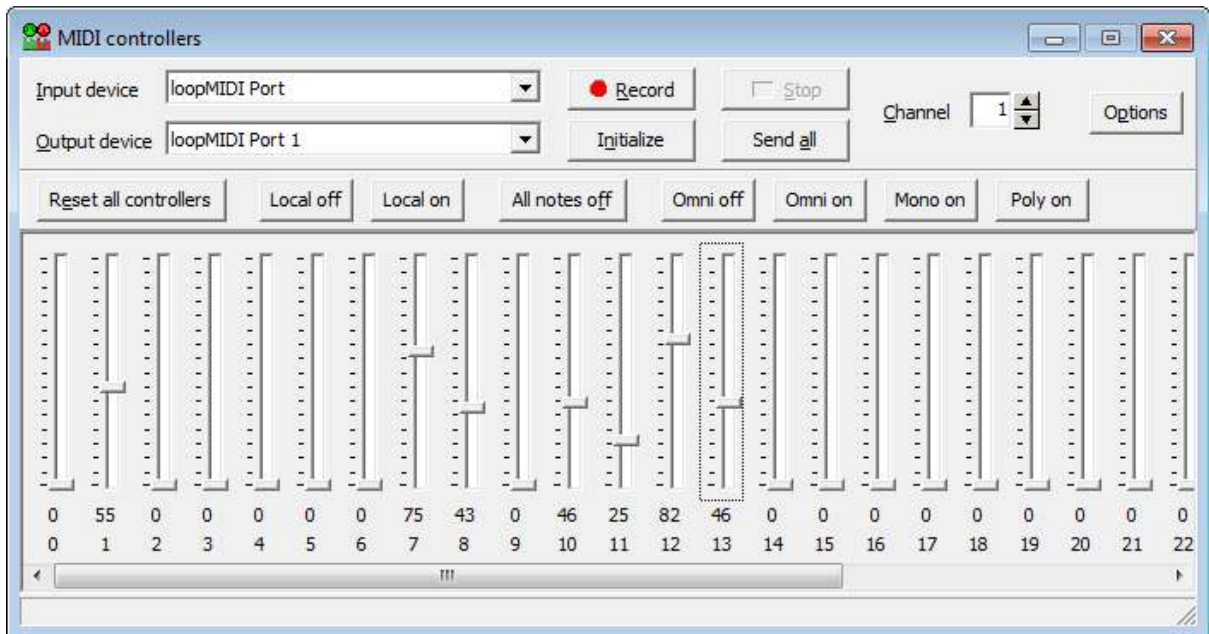 MIDI controllers
Input device loopMIDI Port Record Stop Channel 1 Options
Output device loopMIDI Port 1 Initialize Send all
Reset all controllers Local off Local on All notes off Omni off Omni on Mono on Poly on
0 55 0 0 0 0 0 75 43 0 46 25 82 46 0 0 0 0 0 0 0 0 0
0 1 2 3 4 5 6 7 8 9 10 11 12 13 14 15 16 17 18 19 20 21 22